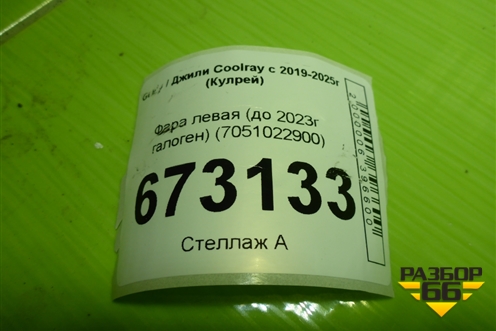 / Джили Coolray с 2019-2025г
(Кулрей)
Фара левая (до 2023г
галоген) (7051022900)
673133
Стеллаж А
РАЗБОР
66